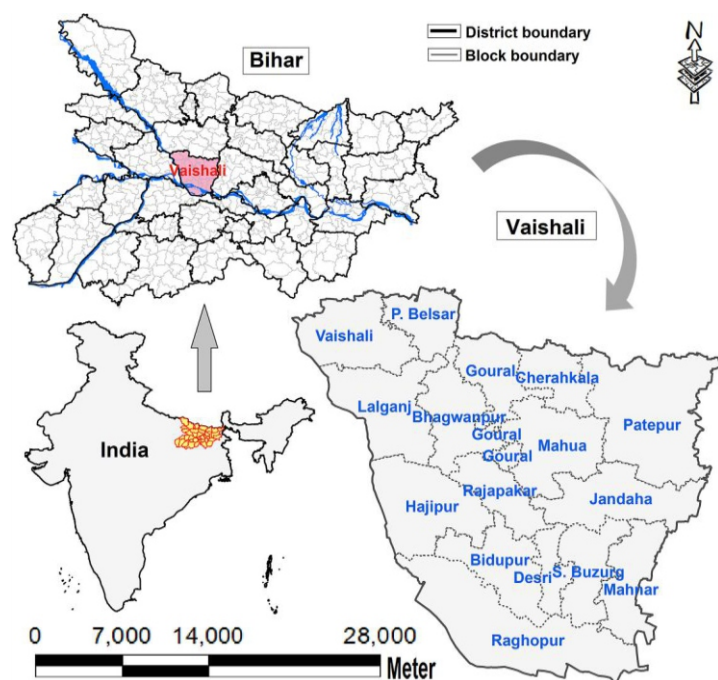 District boundary
Block boundary
N
Bihar
Vaishali
Vaishali
P. Belsar
Vaishali
Goural
Cherahkala
Lalganj
Bhagwanpur
Patepur
Goural
Mahua
Goural
India
Rajapakar
Jandaha
Hajipur
Bidupur
Desri
S. Buzurg
Mahnar
Raghopur
0 7,000 14,000 28,000
Meter